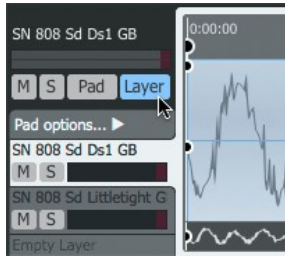 SN 808 Sd Ds1 GB
0:00:00
M S Pad Layer
Pad options... ▶
SN 808 Sd Ds1 GB
M S
SN 808 Sd Littletight G
M S
Empty Layer